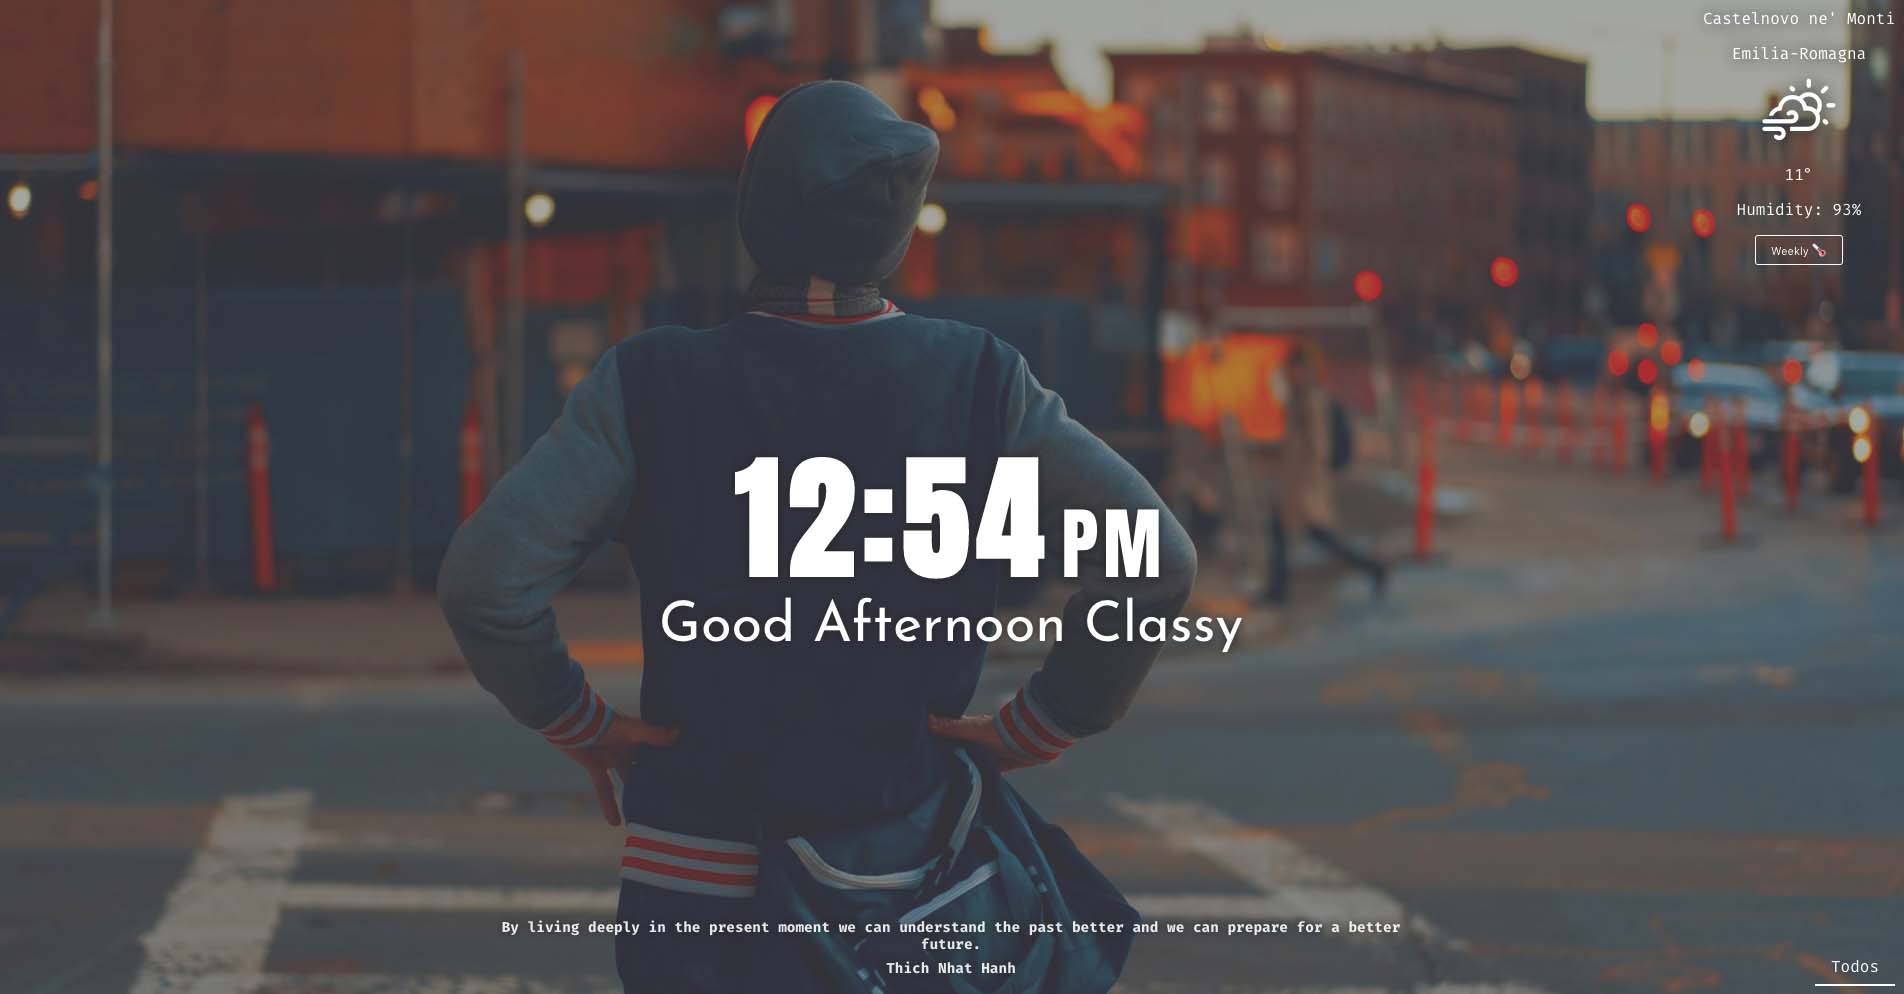 Castelnovo ne' Monti
Emilia-Romagna
11°
Humidity: 93%
Weekly
12:54 PM
Good Afternoon Classy
By living deeply in the present moment we can understand the past better and we can prepare for a better
future.
Thich Nhat Hanh
Todos